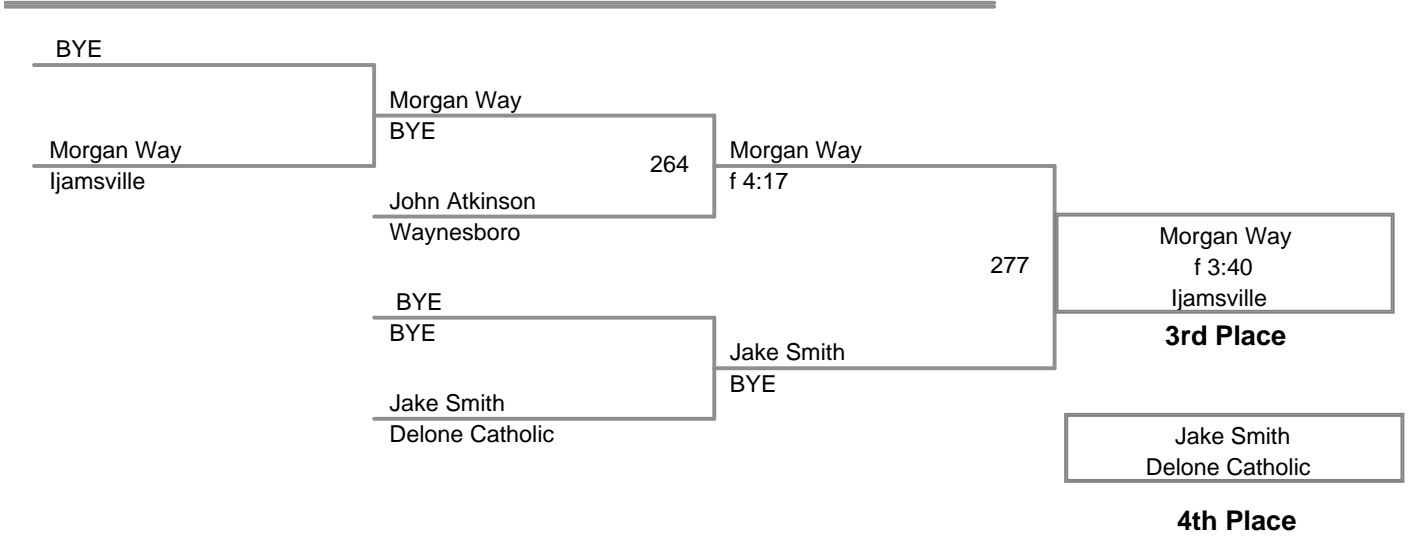 BYE
Morgan Way
Ijamsville
Morgan Way
BYE
264
John Atkinson
Waynesboro
BYE
BYE
Jake Smith
Delone Catholic
Morgan Way
f 4:17
277
Jake Smith
BYE
Morgan Way
f 3:40
Ijamsville
3rd Place
Jake Smith
Delone Catholic
4th Place